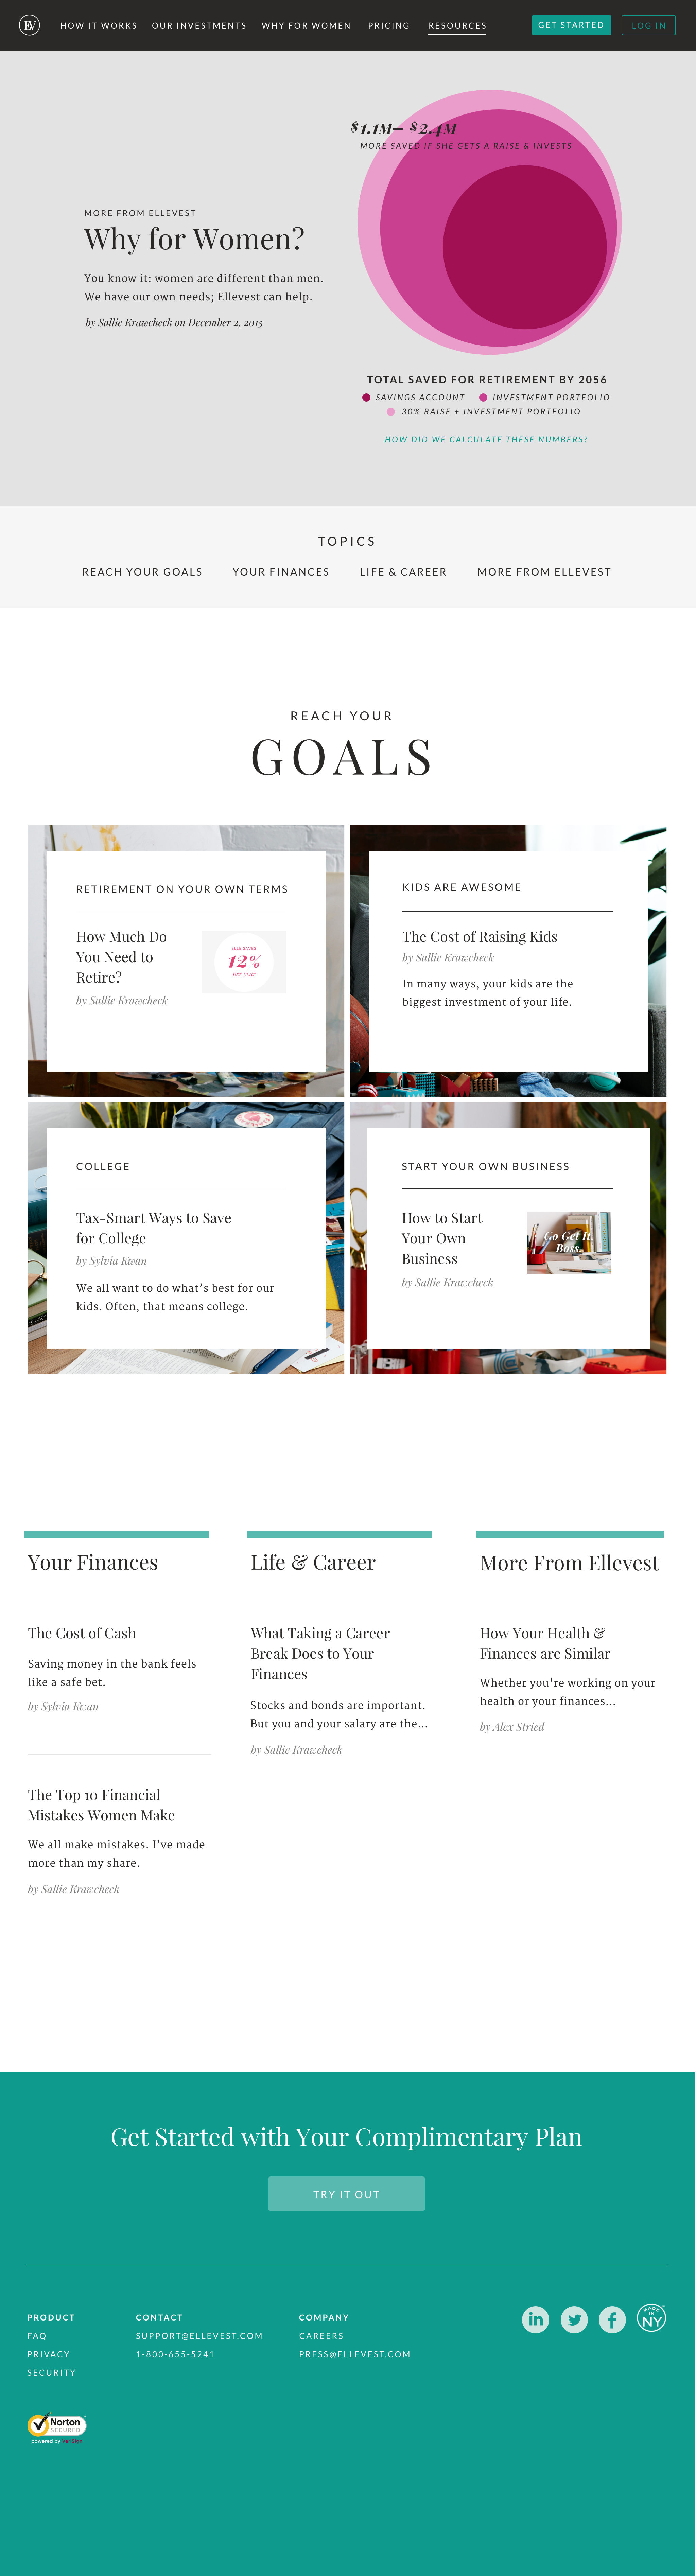 EV
HOW IT WORKS
OUR INVESTMENTS
WHY FOR WOMEN
PRICING
RESOURCES
GET STARTED
LOG IN
MORE FROM ELLEVEST
Why for Women?
You know it: women are different than men.
We have our own needs; Ellevest can help.
by Sallie Krawcheck on December 2, 2015
$1.1M– $2.4M
MORE SAVED IF SHE GETS A RAISE & INVESTS
TOTAL SAVED FOR RETIREMENT BY 2056
SAVINGS ACCOUNT
INVESTMENT PORTFOLIO
30% RAISE + INVESTMENT PORTFOLIO
HOW DID WE CALCULATE THESE NUMBERS?
TOPICS
REACH YOUR GOALS
YOUR FINANCES
LIFE & CAREER
MORE FROM ELLEVEST
REACH YOUR
GOALS
RETIREMENT ON YOUR OWN TERMS
How Much Do
You Need to
Retire?
by Sallie Krawcheck
ELLE SAVES
12%
per year
KIDS ARE AWESOME
The Cost of Raising Kids
by Sallie Krawcheck
In many ways, your kids are the
biggest investment of your life.
COLLEGE
Tax-Smart Ways to Save
for College
by Sylvia Kwan
We all want to do what’s best for our
kids. Often, that means college.
START YOUR OWN BUSINESS
How to Start
Your Own
Business
by Sallie Krawcheck
Go Get It,
Boss.
Your Finances
The Cost of Cash
Saving money in the bank feels
like a safe bet.
by Sylvia Kwan
The Top 10 Financial
Mistakes Women Make
We all make mistakes. I’ve made
more than my share.
by Sallie Krawcheck
Life & Career
What Taking a Career
Break Does to Your
Finances
Stocks and bonds are important.
But you and your salary are the...
by Sallie Krawcheck
More From Ellevest
How Your Health &
Finances are Similar
Whether you're working on your
health or your finances...
by Alex Stried
Get Started with Your Complimentary Plan
TRY IT OUT
PRODUCT
FAQ
PRIVACY
SECURITY
CONTACT
SUPPORT@ELLEVEST.COM
1-800-655-5241
COMPANY
CAREERS
PRESS@ELLEVEST.COM
in
f
MADE
IN
NY
Norton
SECURED
powered by VeriSign